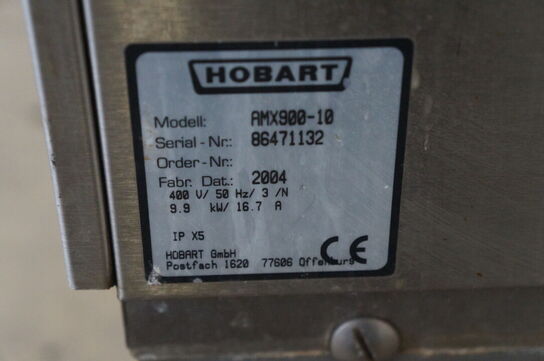 HOBART
Modell: AMX900-10
Serial-Nr.: 86471132
Order-Nr.:
Fabr. Dat.: 2004
400 V/ 50 Hz/ 3 /N
9.9 kW/ 16.7 A
IP X5
HOBART GmbH
Postfach 1620 77606 Offenburg
CE